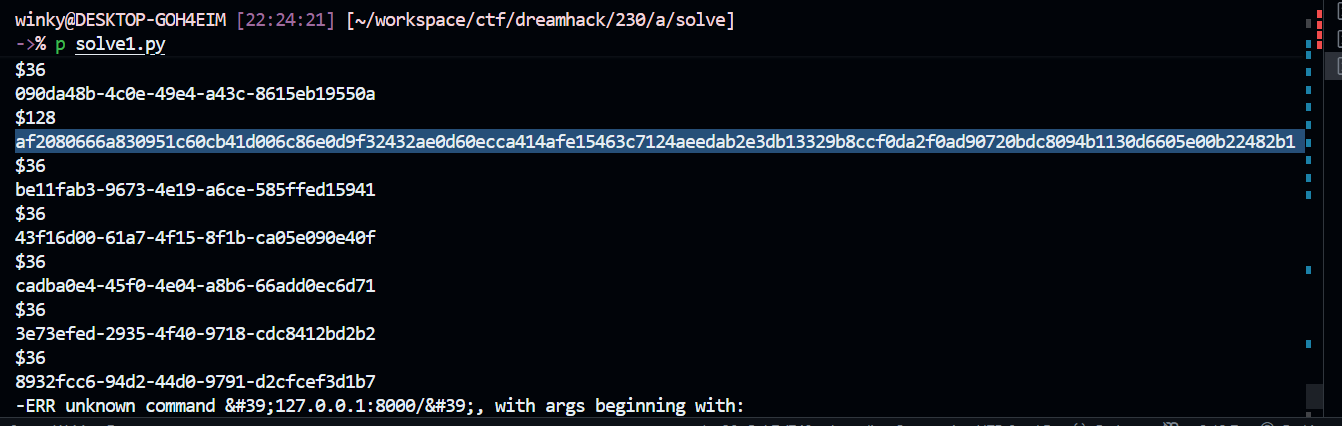 winky@DESKTOP-GOH4EIM [22:24:21] [~/workspace/ctf/dreamhack/230/a/solve]
->% p solve1.py
$36
090da48b-4c0e-49e4-a43c-8615eb19550a
$128
af2080666a830951c60cb41d006c86e0d9f32432ae0d60ecca414afe15463c7124aeedab2e3db13329b8ccf0da2f0ad90720bdc8094b1130d6605e00b22482b1
$36
be11fab3-9673-4e19-a6ce-585ffed15941
$36
43f16d00-61a7-4f15-8f1b-ca05e090e40f
$36
cadba0e4-45f0-4e04-a8b6-66add0ec6d71
$36
3e73efed-2935-4f40-9718-cdc8412bd2b2
$36
8932fcc6-94d2-44d0-9791-d2cfcef3d1b7
-ERR unknown command &#39;127.0.0.1:8000/&#39;, with args beginning with: